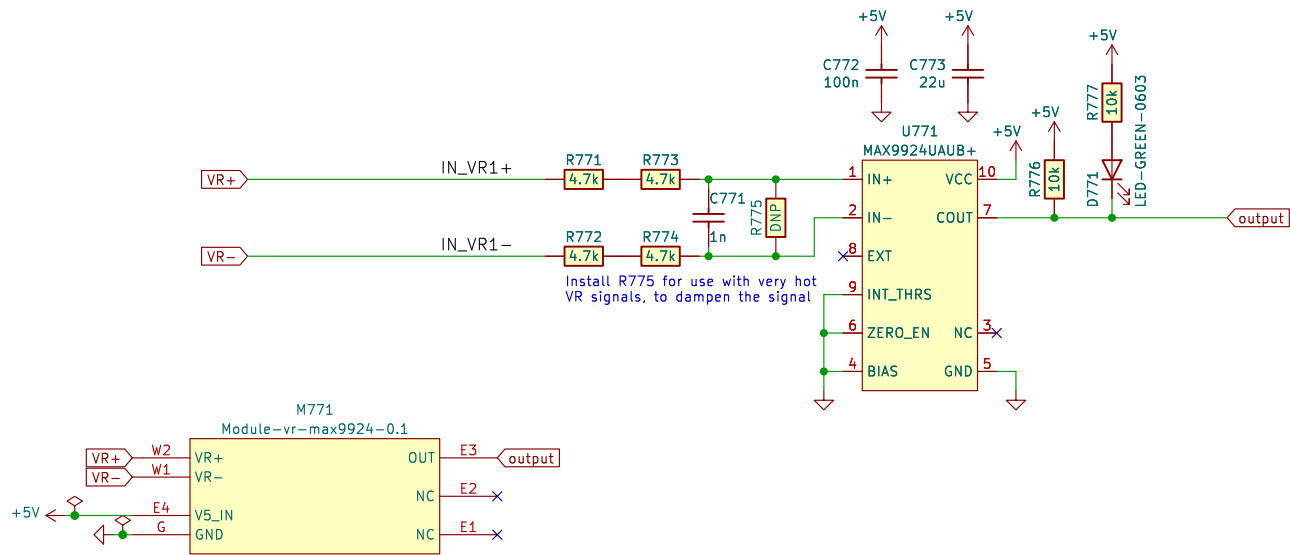 +5V
+5V
+5V
C772
100n
C773
22u
R777
10k
LED-GREEN-0603
D771
+5V
R776
10k
+5V
U771
MAX9924UAUB+
VR+
IN_VR1+
R771
4.7k
R773
4.7k
C771
1n
R775
DNP
VR-
IN_VR1-
R772
4.7k
R774
4.7k
Install R775 for use with very hot
VR signals, to dampen the signal
1 IN+
2 IN-
8 EXT
9 INT_THRS
6 ZERO_EN
4 BIAS
VCC 10
COUT 7
NC 3
GND 5
output
M771
Module-vr-max9924-0.1
VR+ W2 VR+
VR- W1 VR-
+5V E4 V5_IN
G GND
OUT E3 output
NC E2
NC E1